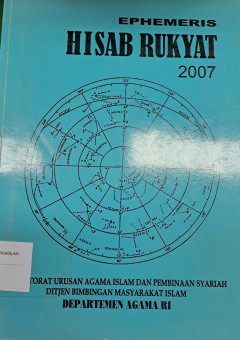 EPHEMERIS
HISAB RUKYAT
2007
TORAT URUSAN AGAMA ISLAM DAN PEMBINAAN SYARIAH
DITJEN BIMBINGAN MASYARAKAT ISLAM
DEPARTEMEN AGAMA RI